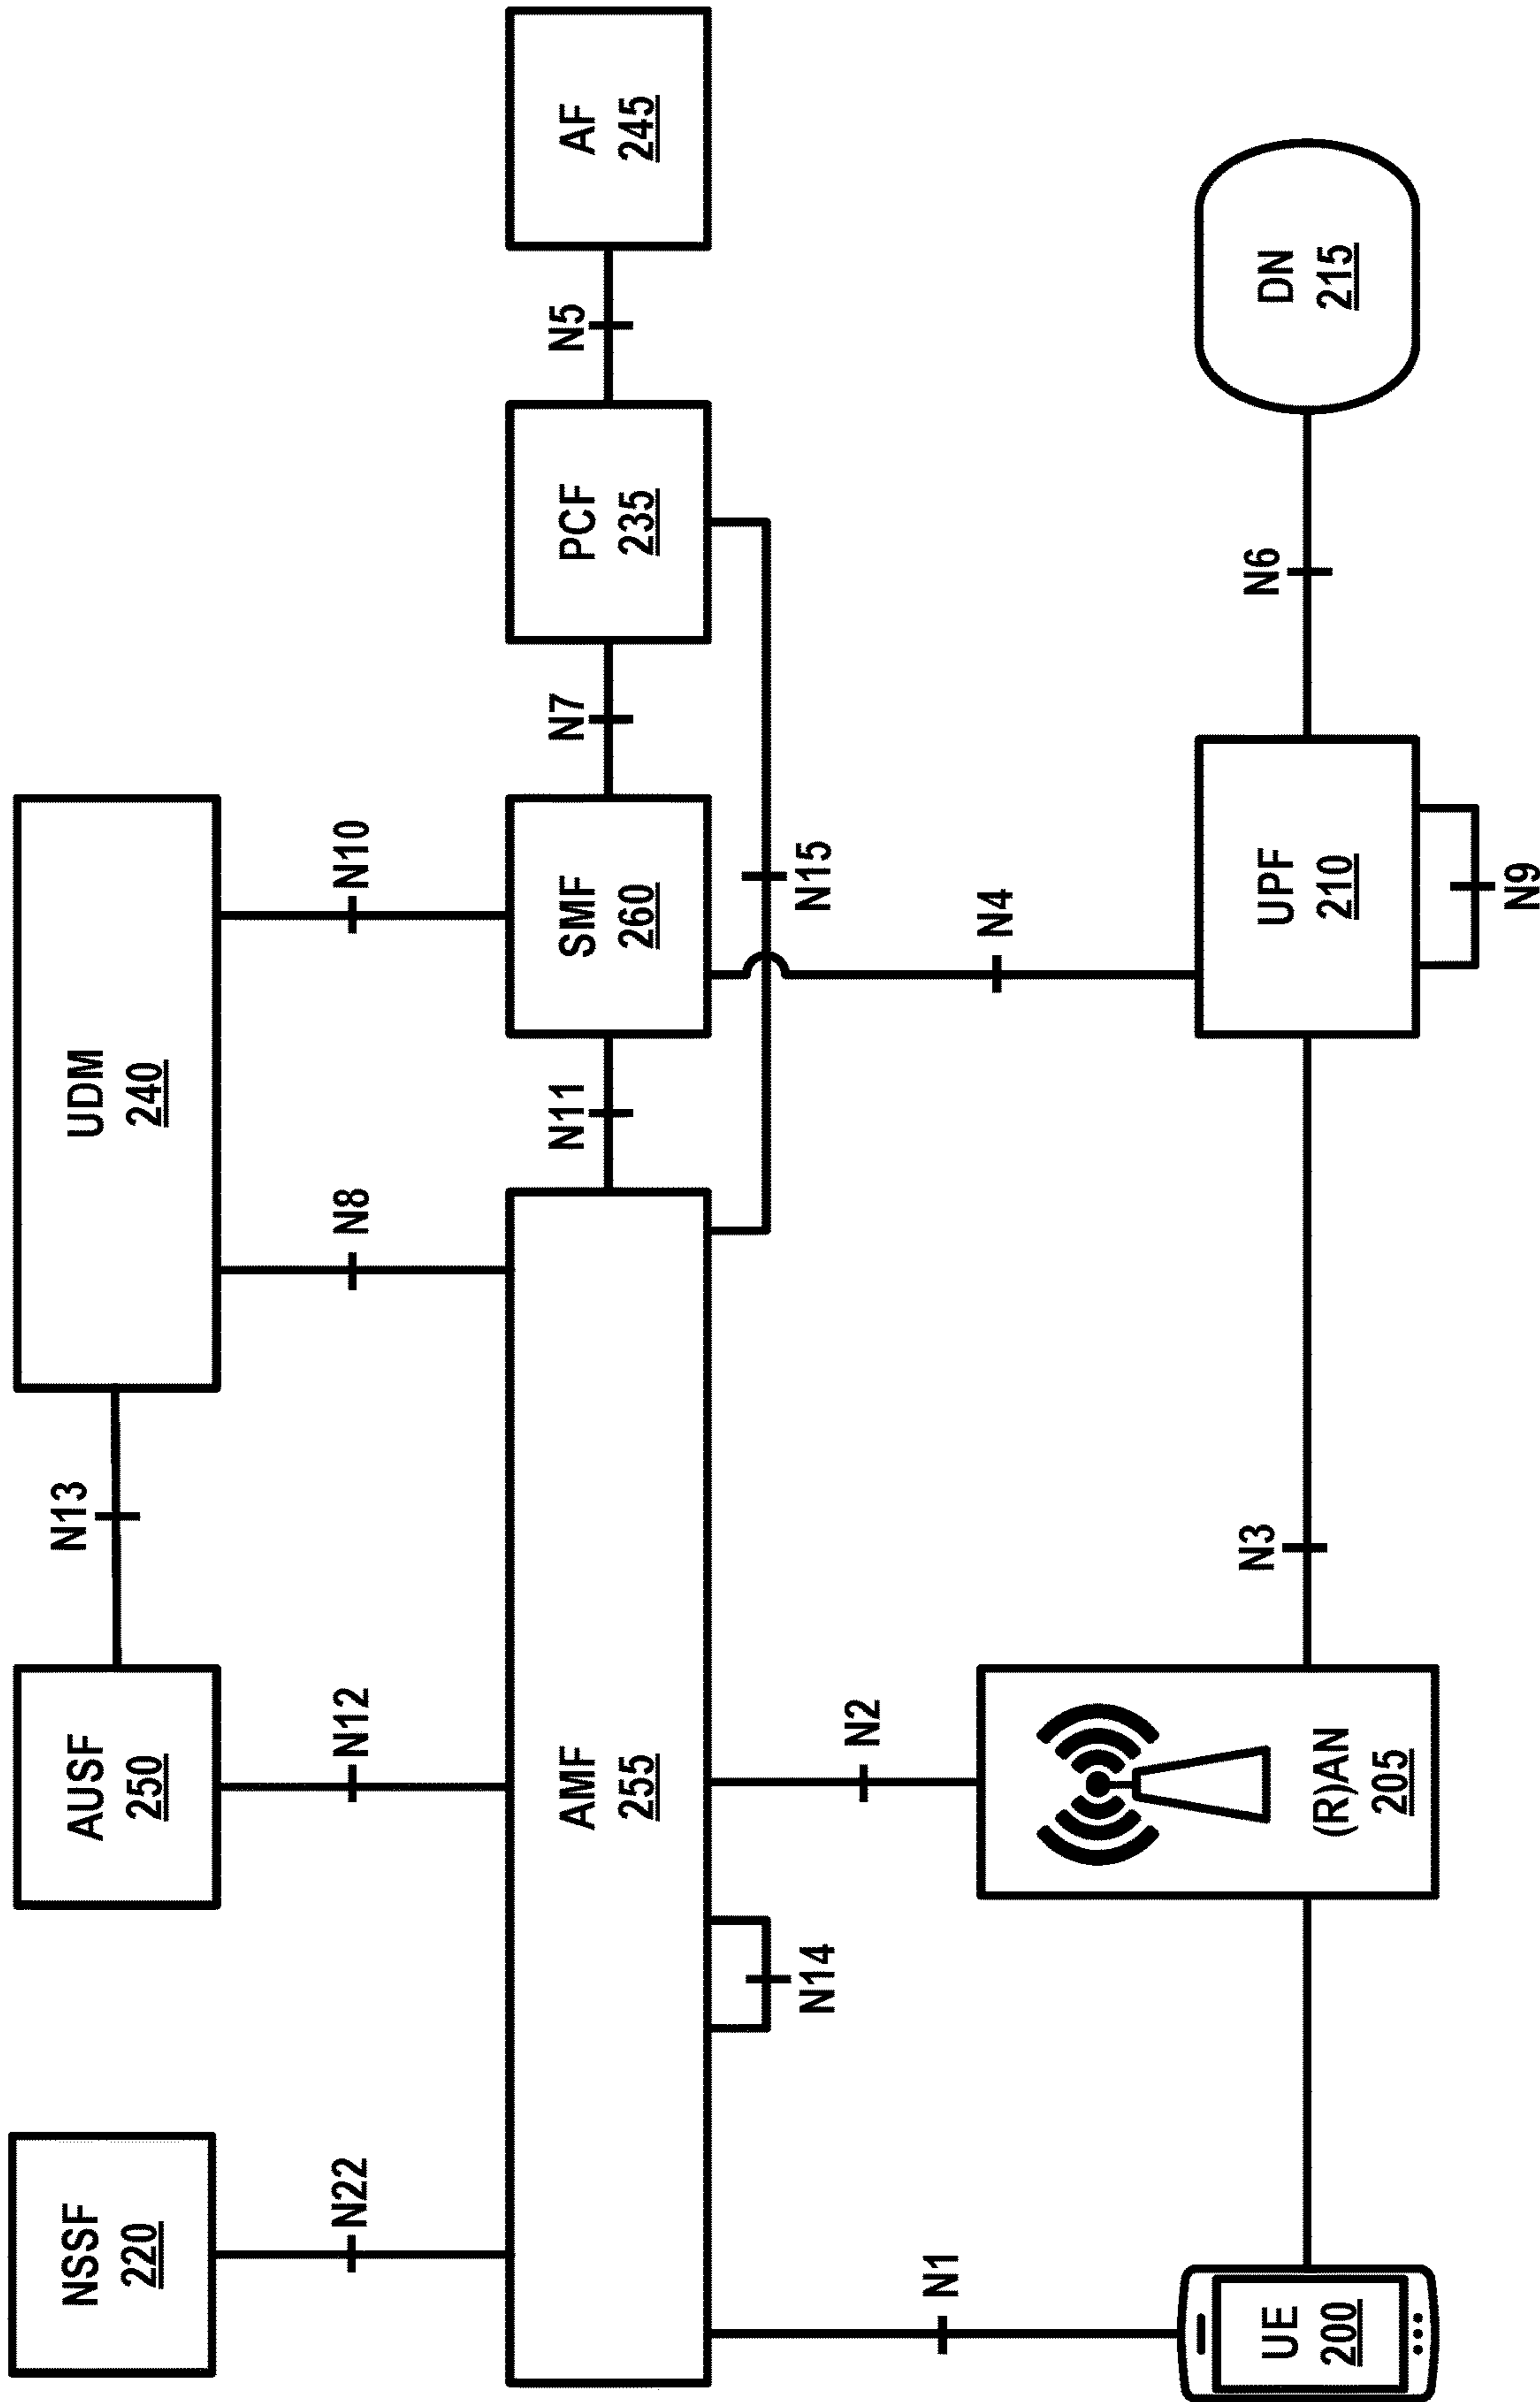 NSSF
220
AUSF
250
N13
UDM
240
N22
N12
N8
N10
AMF
255
N11
SMF
260
N7
PCF
235
N5
AF
245
N14
N15
N1
N2
N4
UE
200
(R)AN
205
N3
UPF
210
N6
DN
215
N9